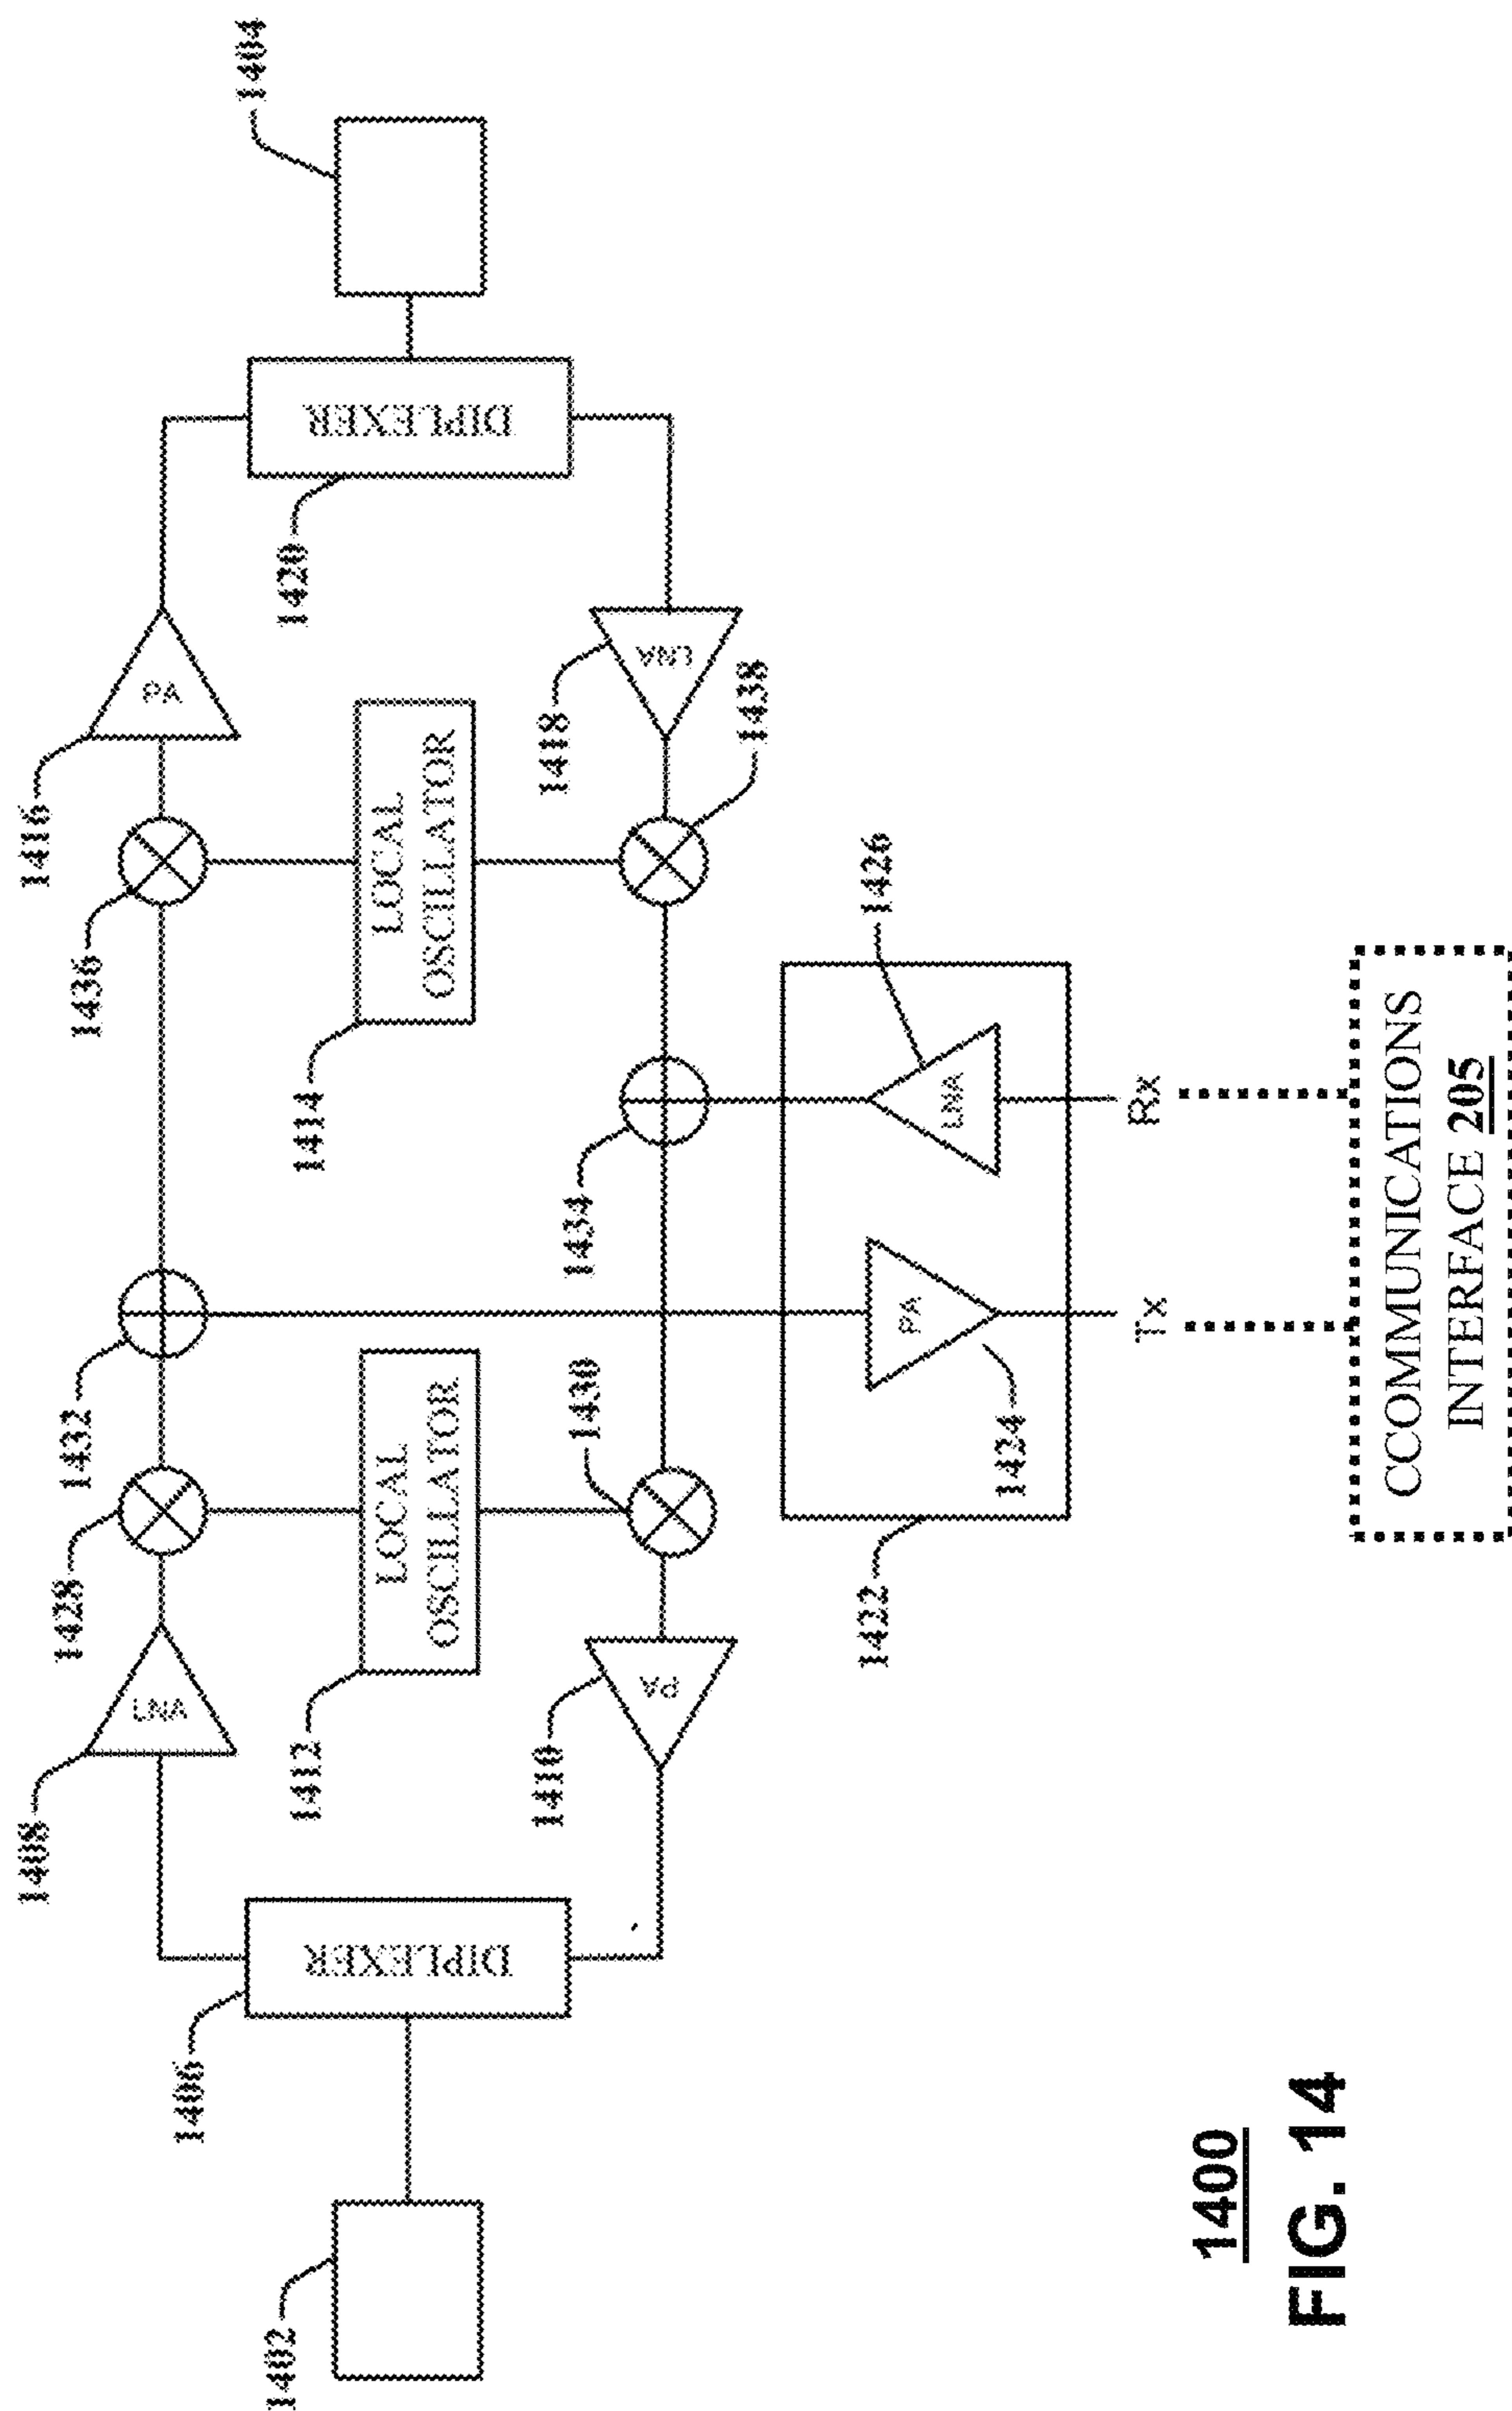 1404
1416
1436
PA
DIPLEXER
1420
LNA
1418
1438
LOCAL
OSCILLATOR
1414
1426
LNA
1434
Rx
1432
1428
LOCAL
OSCILLATOR
1412
1430
PA
1424
Tx
1422
CCOMMUNICATIONS
INTERFACE 205
1408
LNA
PA
1410
DIPLEXER
1406
1402
1400
FIG. 14